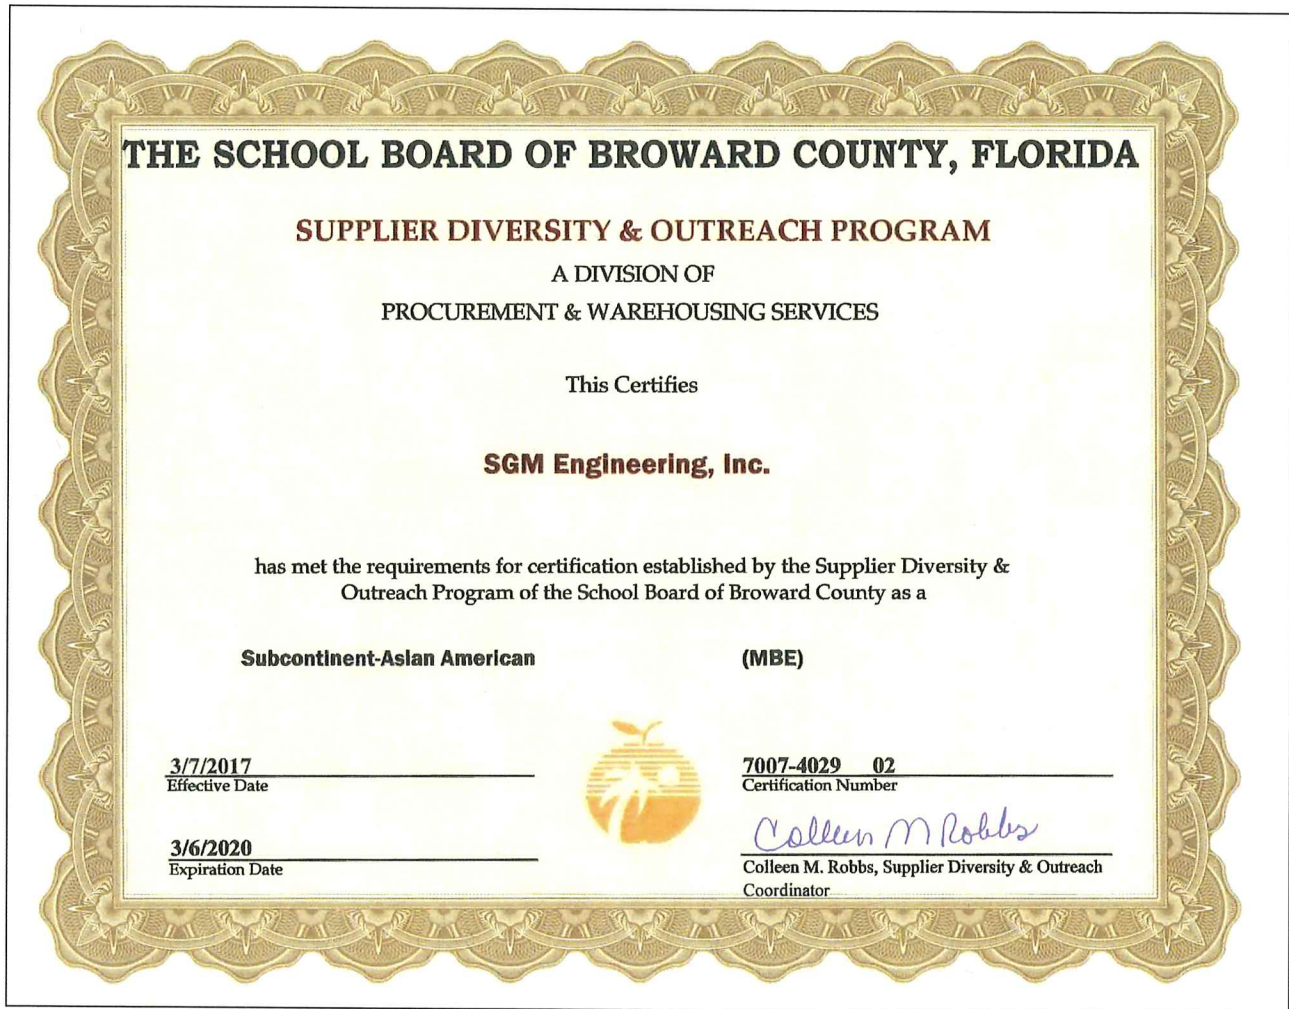 THE SCHOOL BOARD OF BROWARD COUNTY, FLORIDA
SUPPLIER DIVERSITY & OUTREACH PROGRAM
A DIVISION OF
PROCUREMENT & WAREHOUSING SERVICES
This Certifies
SGM Engineering, Inc.
has met the requirements for certification established by the Supplier Diversity &
Outreach Program of the School Board of Broward County as a
Subcontinent-Asian American (MBE)
3/7/2017
Effective Date
7007-4029 02
Certification Number
Colleen M Robbs
3/6/2020
Expiration Date
Colleen M. Robbs, Supplier Diversity & Outreach
Coordinator